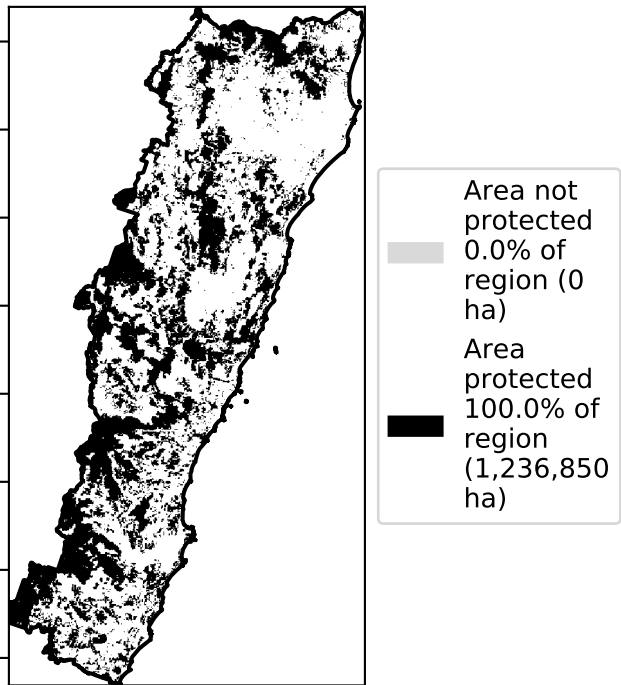 Area not
protected
0.0% of
region (0
ha)
Area
protected
100.0% of
region
(1,236,850
ha)